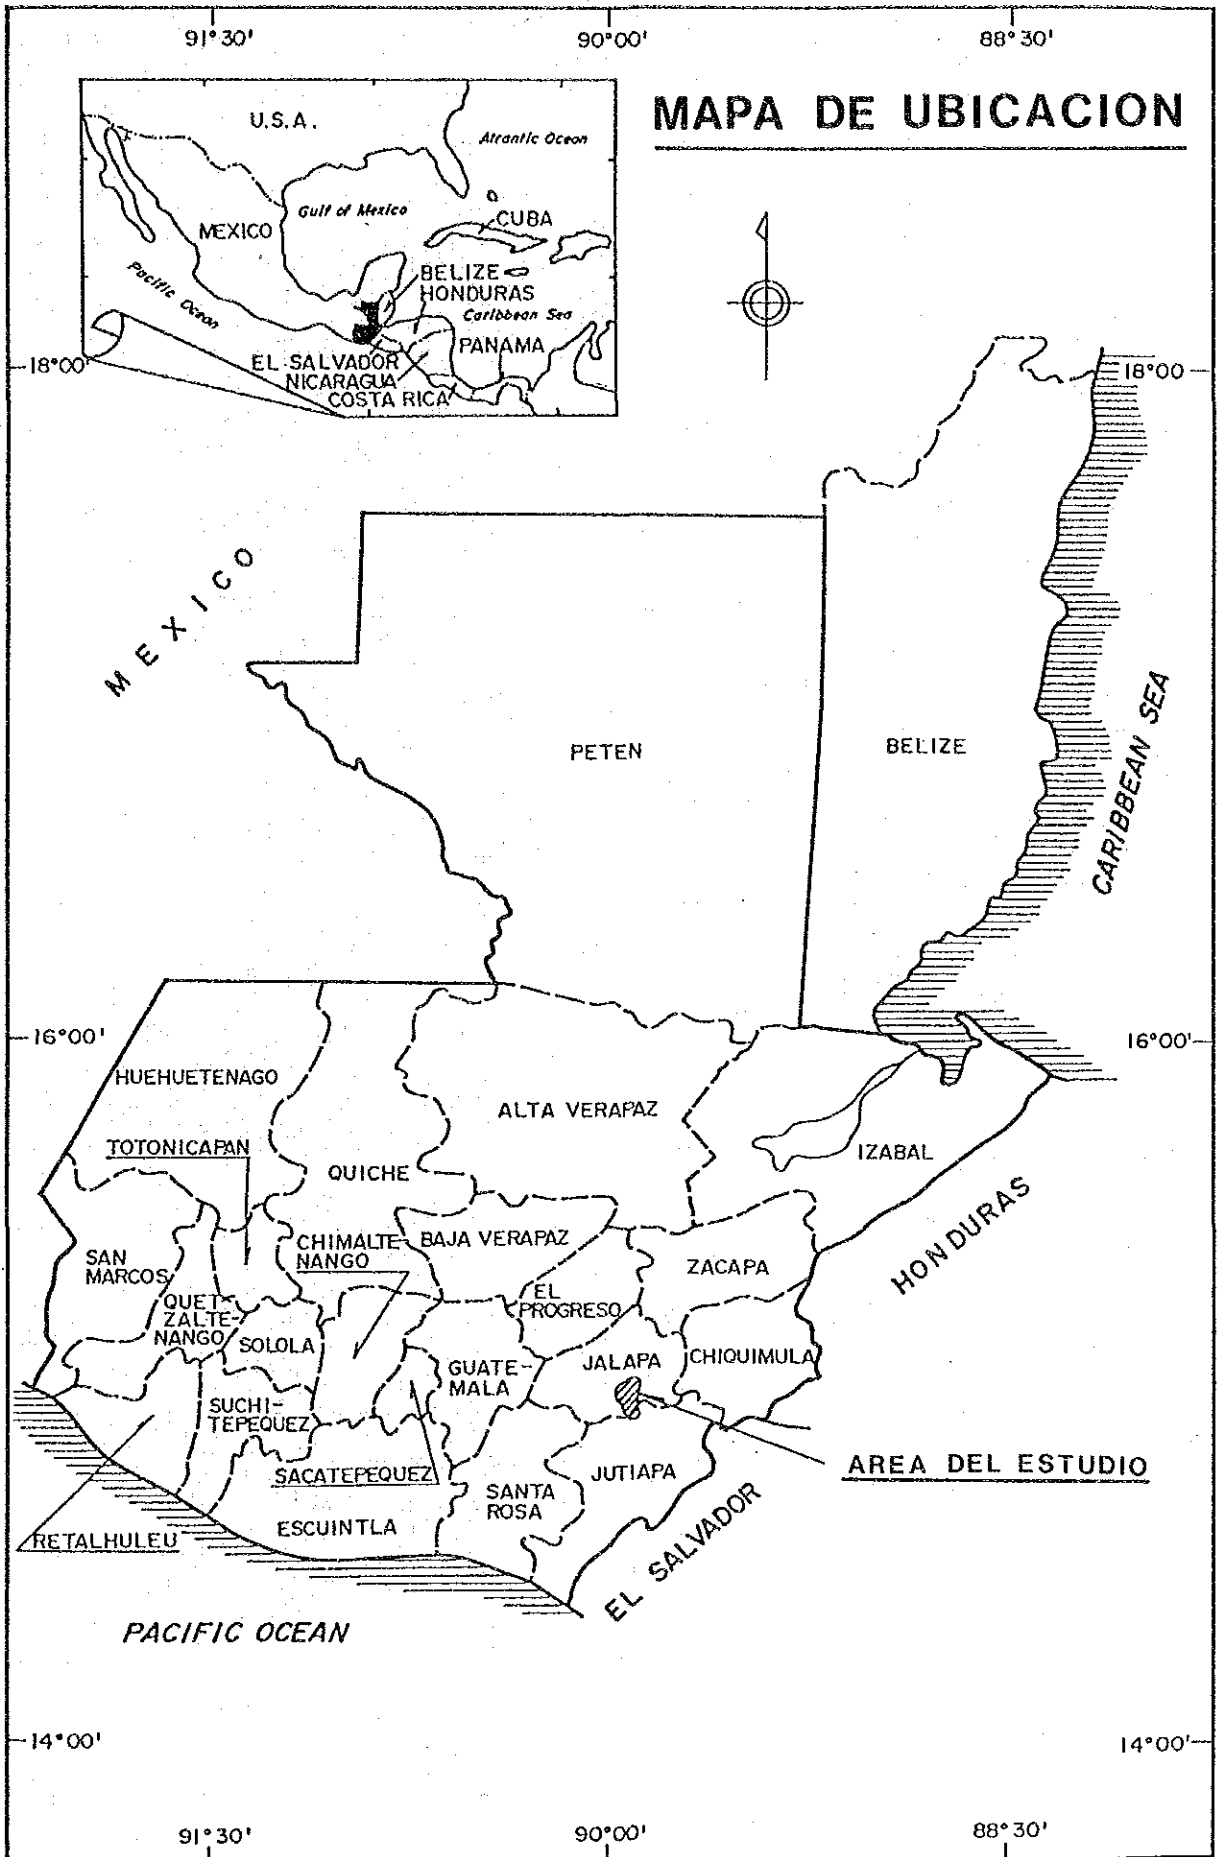 91°30'
90°00'
88°30'
MAPA DE UBICACION
U.S.A.
Atlantic Ocean
Gulf of Mexico
CUBA
MEXICO
Pacific Ocean
BELIZE
HONDURAS
Caribbean Sea
PANAMA
EL SALVADOR
NICARAGUA
COSTA RICA
18°00'
18°00
MEXICO
PETEN
BELIZE
CARIBBEAN SEA
16°00'
16°00'
HUEHUETENAGO
ALTA VERAPAZ
TOTONICAPAN
QUICHE
IZABAL
HONDURAS
CHIMALTE-
NANGO
BAJA VERAPAZ
SAN
MARCOS
ZACAPA
QUET-
ZALTE-
NANGO
EL
PROGRESO
SOLOLA
GUATE-
MALA
JALAPA
CHIQUIMULA
SUCHI-
TEPEQUEZ
AREA DEL ESTUDIO
SACATEPEQUEZ
JUTIAPA
SANTA
ROSA
ESCUINTLA
RETALHULEU
EL SALVADOR
PACIFIC OCEAN
14°00'
14°00'
91°30'
90°00'
88°30'